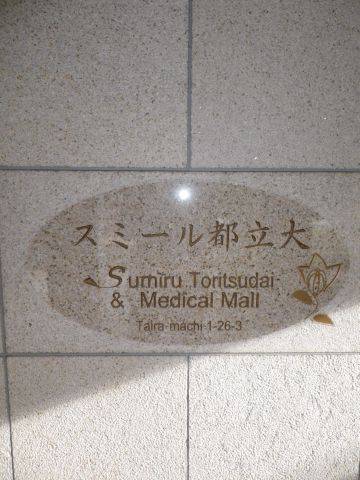 スミール都立大
Sumiru Toritsudai
& Medical Mall
Taira-machi 1-26-3